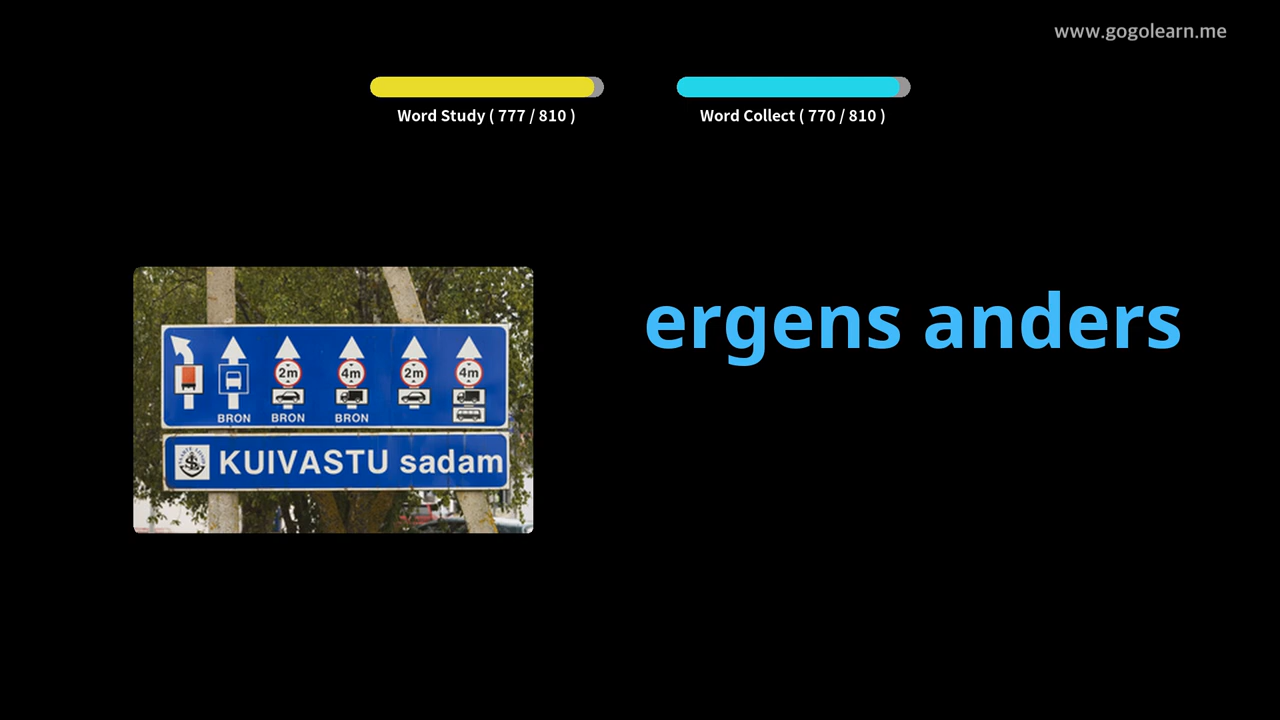 www.gogolearn.me
Word Study ( 777 / 810 )
Word Collect ( 770 / 810 )
ergens anders
2m 4m 2m 4m
BRON BRON BRON
KUIVASTU sadam